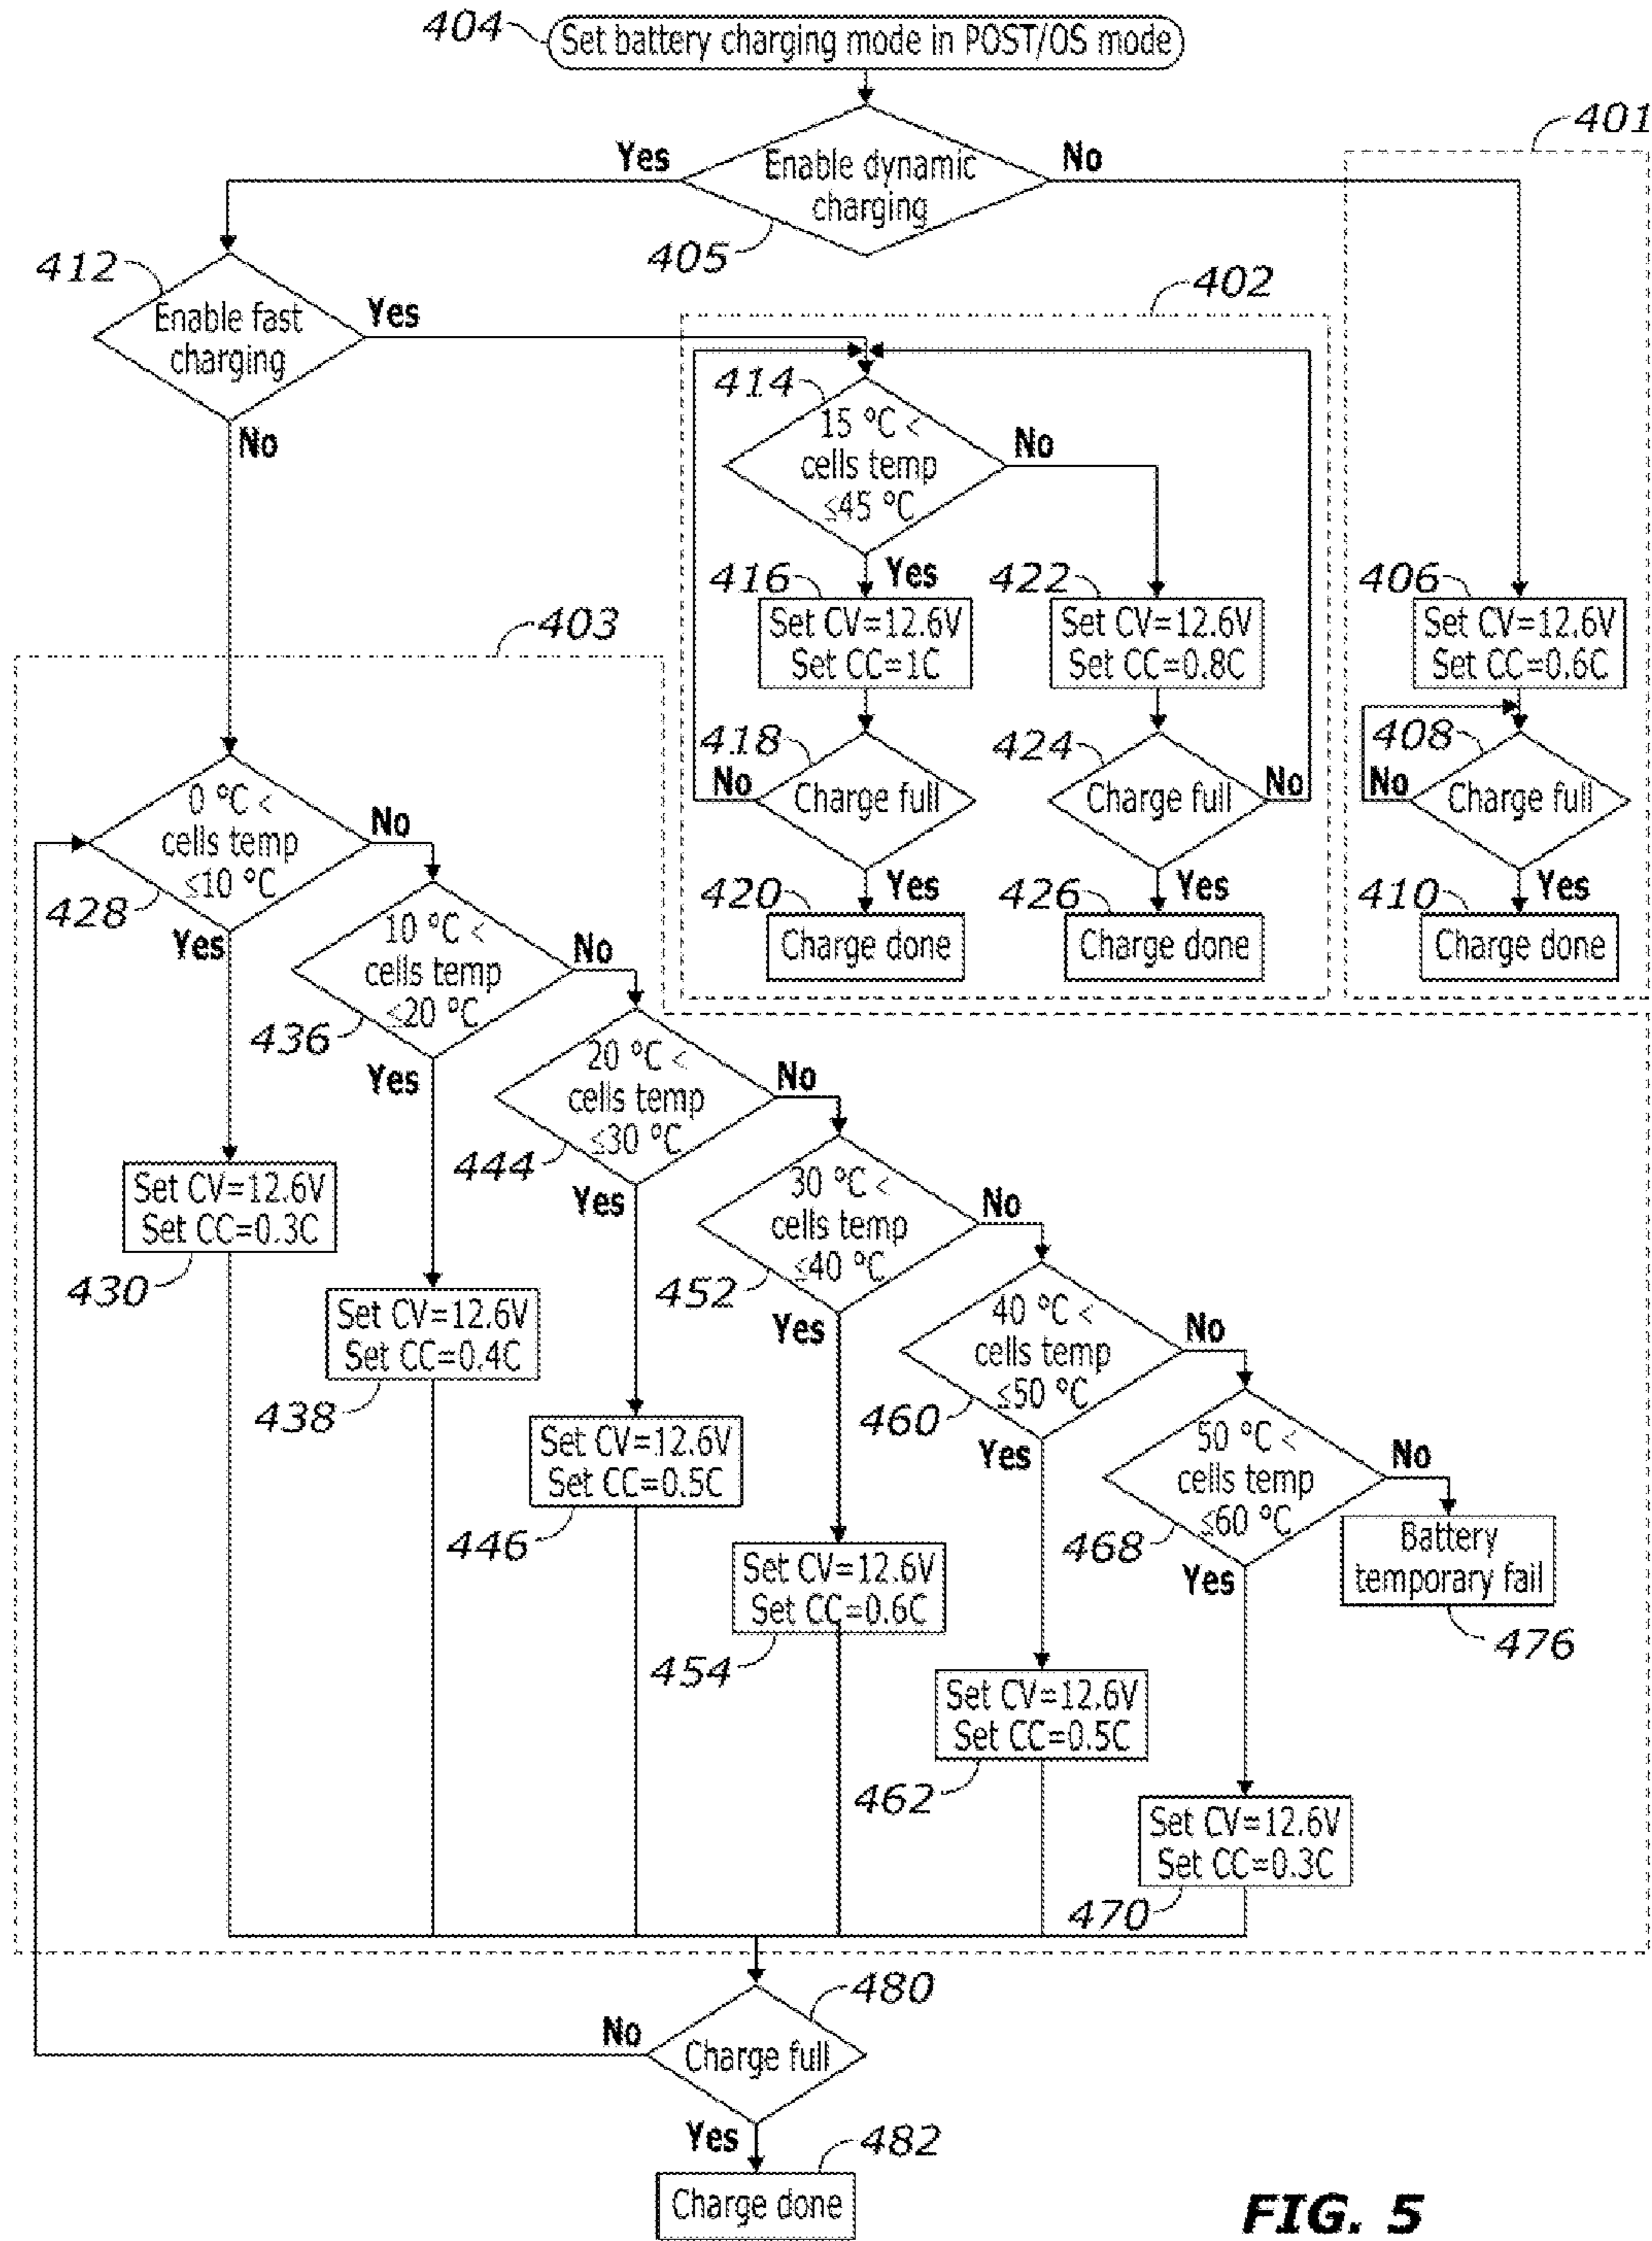 404
Set battery charging mode in POST/OS mode
401
Yes
Enable dynamic
charging
No
405
412
Enable fast
charging
Yes
No
402
414
15 °C <
cells temp
≤45 °C
No
Yes
416
Set CV=12.6V
Set CC=1C
422
Set CV=12.6V
Set CC=0.8C
406
Set CV=12.6V
Set CC=0.6C
403
418
No
Charge full
Yes
424
Charge full
No
Yes
408
No
Charge full
Yes
420
Charge done
426
Charge done
410
Charge done
0 °C <
cells temp
≤10 °C
No
428
Yes
10 °C <
cells temp
≤20 °C
No
436
Yes
20 °C <
cells temp
≤30 °C
No
444
Yes
30 °C <
cells temp
≤40 °C
No
452
Yes
40 °C <
cells temp
≤50 °C
No
460
Yes
50 °C <
cells temp
≤60 °C
No
468
Yes
Set CV=12.6V
Set CC=0.3C
430
Set CV=12.6V
Set CC=0.4C
438
Set CV=12.6V
Set CC=0.5C
446
Set CV=12.6V
Set CC=0.6C
454
Set CV=12.6V
Set CC=0.5C
462
Set CV=12.6V
Set CC=0.3C
470
Battery
temporary fail
476
480
No
Charge full
Yes
482
Charge done
FIG. 5